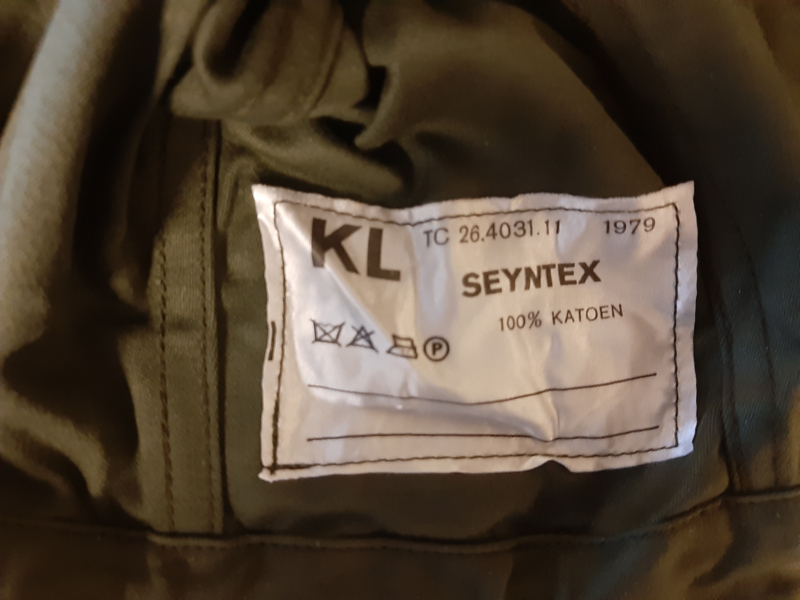 KL TC 26.4031.11 1979
SEYNTEX
100% KATOEN
P